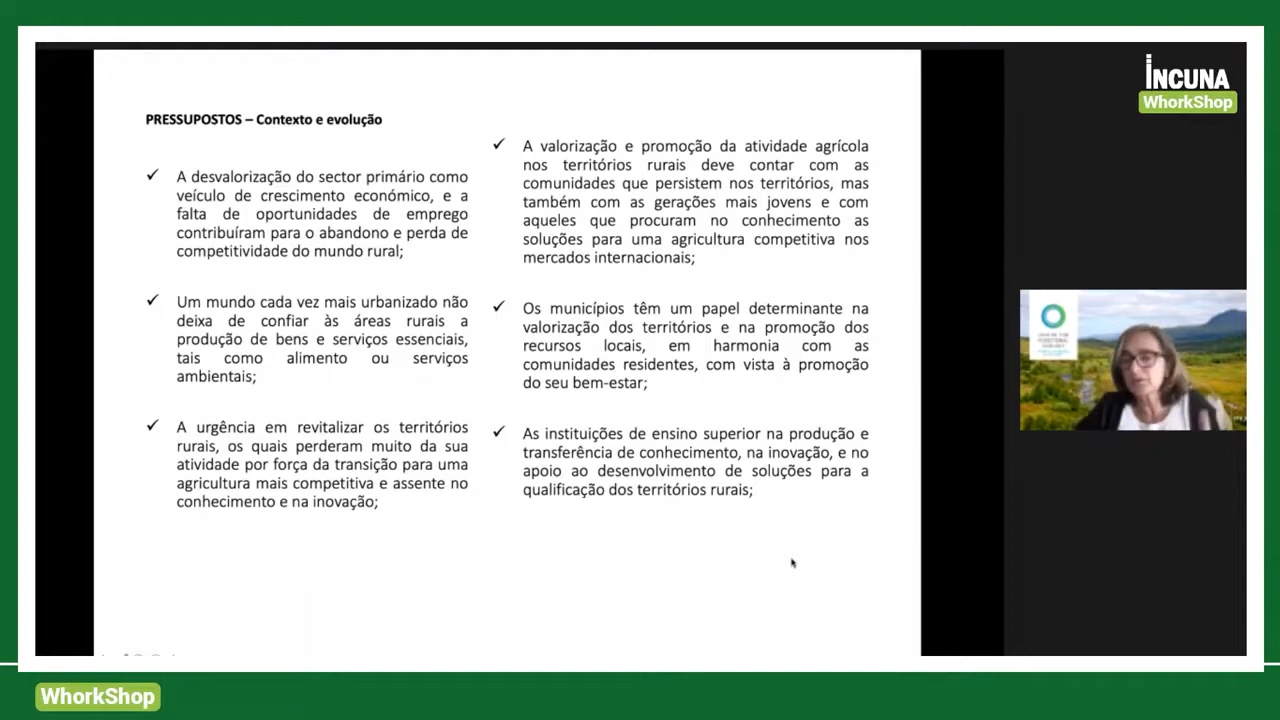 INCUNA
WhorkShop
PRESSUPOSTOS – Contexto e evolução
A desvalorização do sector primário como
veículo de crescimento económico, e a
falta de oportunidades de emprego
contribuíram para o abandono e perda de
competitividade do mundo rural;
Um mundo cada vez mais urbanizado não
deixa de confiar às áreas rurais a
produção de bens e serviços essenciais,
tais como alimento ou serviços
ambientais;
A urgência em revitalizar os territórios
rurais, os quais perderam muito da sua
atividade por força da transição para uma
agricultura mais competitiva e assente no
conhecimento e na inovação;
A valorização e promoção da atividade agrícola
nos territórios rurais deve contar com as
comunidades que persistem nos territórios, mas
também com as gerações mais jovens e com
aqueles que procuram no conhecimento as
soluções para uma agricultura competitiva nos
mercados internacionais;
Os municípios têm um papel determinante na
valorização dos territórios e na promoção dos
recursos locais, em harmonia com as
comunidades residentes, com vista à promoção
do seu bem-estar;
As instituições de ensino superior na produção e
transferência de conhecimento, na inovação, e no
apoio ao desenvolvimento de soluções para a
qualificação dos territórios rurais;
WhorkShop